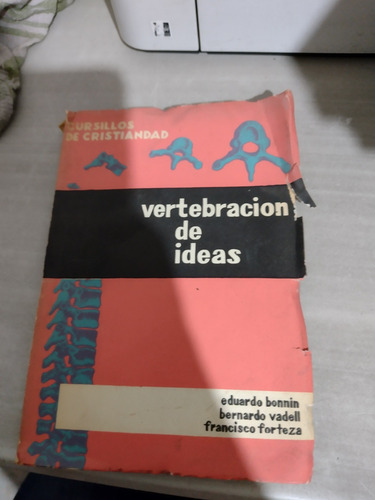 CURSILLOS
DE CRISTIANDAD
vertebracion
de
ideas
eduardo bonnin
bernardo vadell
francisco forteza